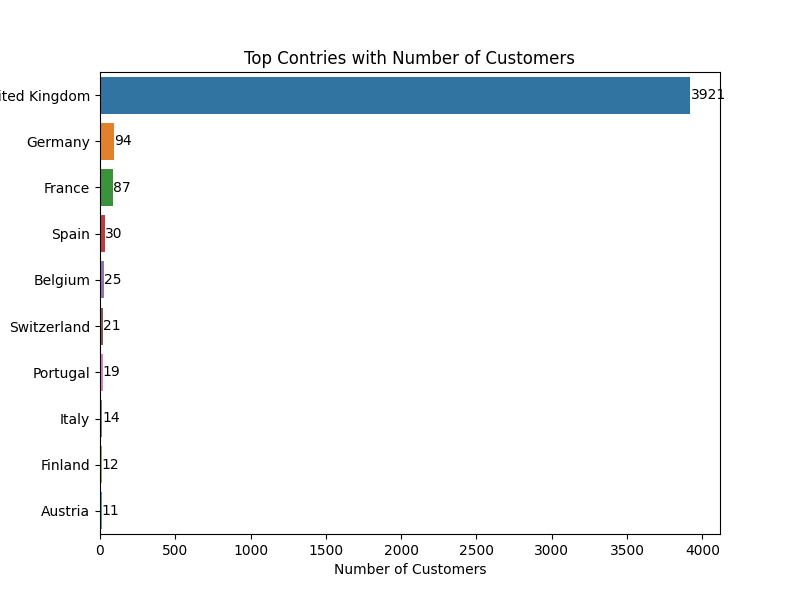 Top Contries with Number of Customers
ited Kingdom 3921
Germany 94
France 87
Spain 30
Belgium 25
Switzerland 21
Portugal 19
Italy 14
Finland 12
Austria 11
0 500 1000 1500 2000 2500 3000 3500 4000
Number of Customers